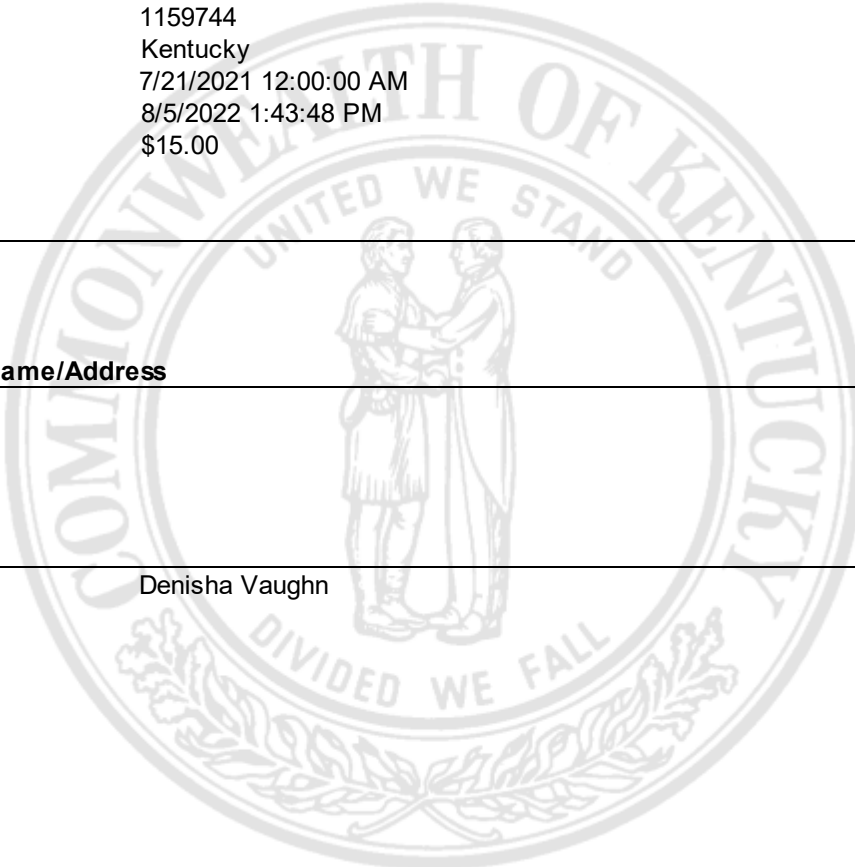 1159744
Kentucky
7/21/2021 12:00:00 AM
8/5/2022 1:43:48 PM
$15.00
COMMONWEALTH OF KENTUCKY
UNITED WE STAND
ame/Address
Denisha Vaughn
DIVIDED WE FALL